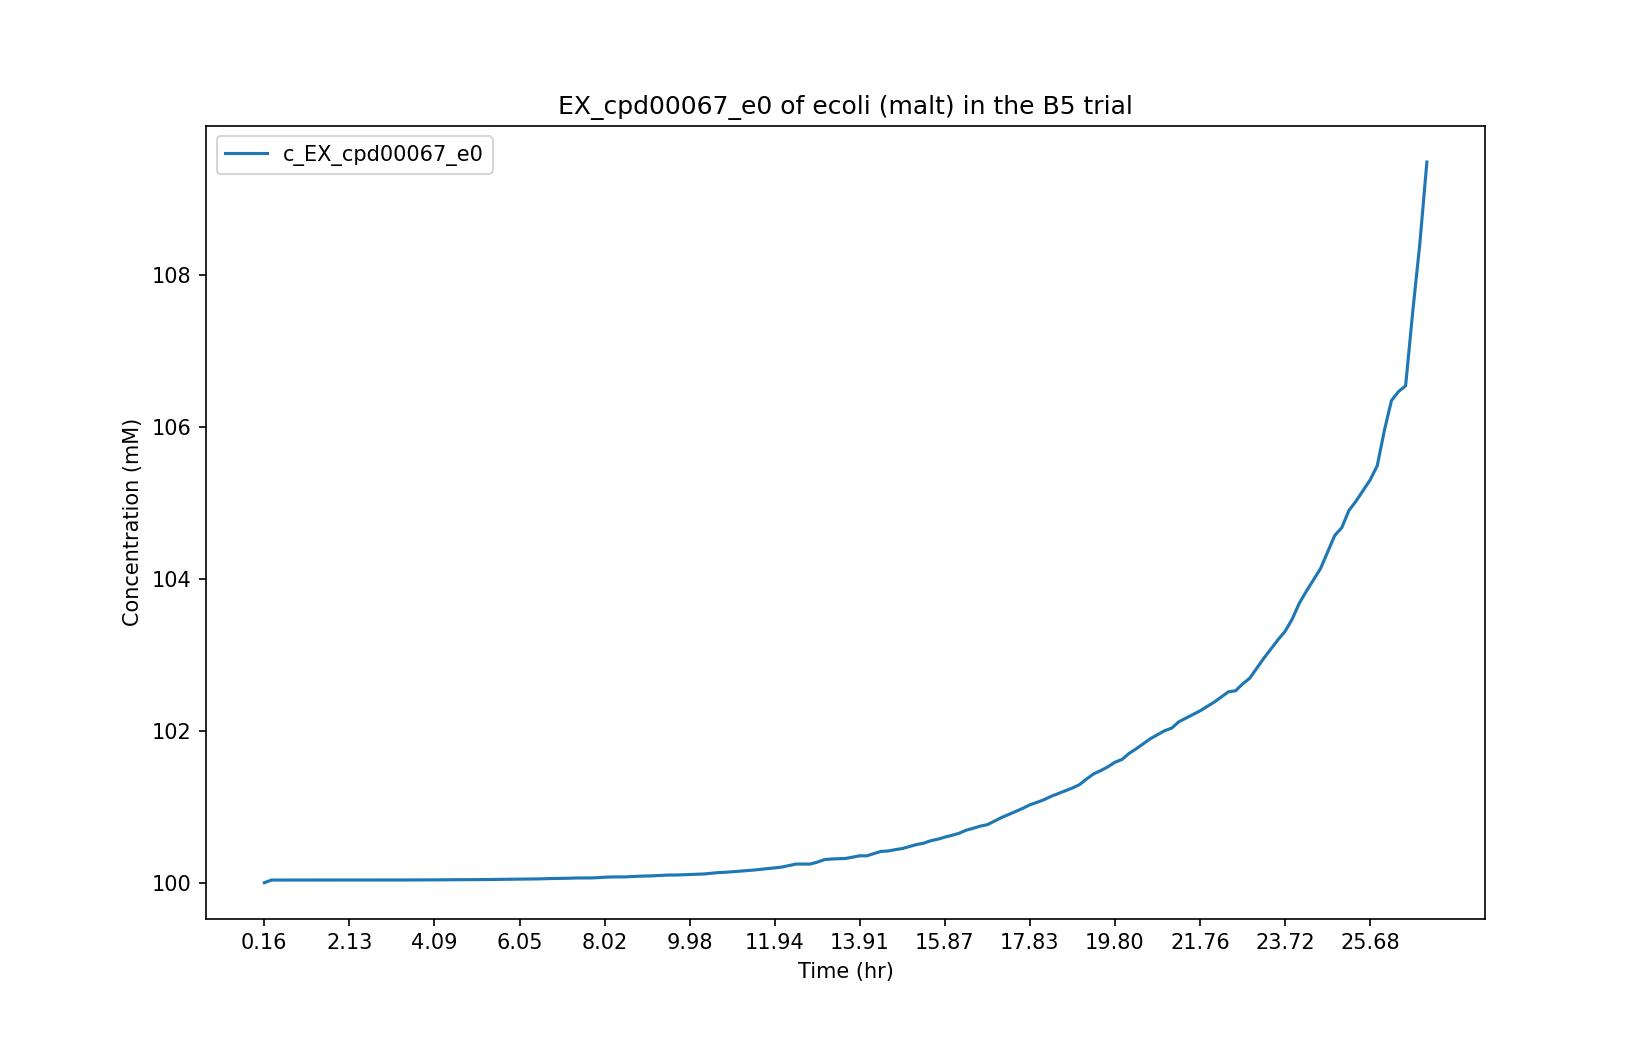 EX_cpd00067_e0 of ecoli (malt) in the B5 trial
c_EX_cpd00067_e0
108
106
104
102
100
Concentration (mM)
0.16 2.13 4.09 6.05 8.02 9.98 11.94 13.91 15.87 17.83 19.80 21.76 23.72 25.68
Time (hr)